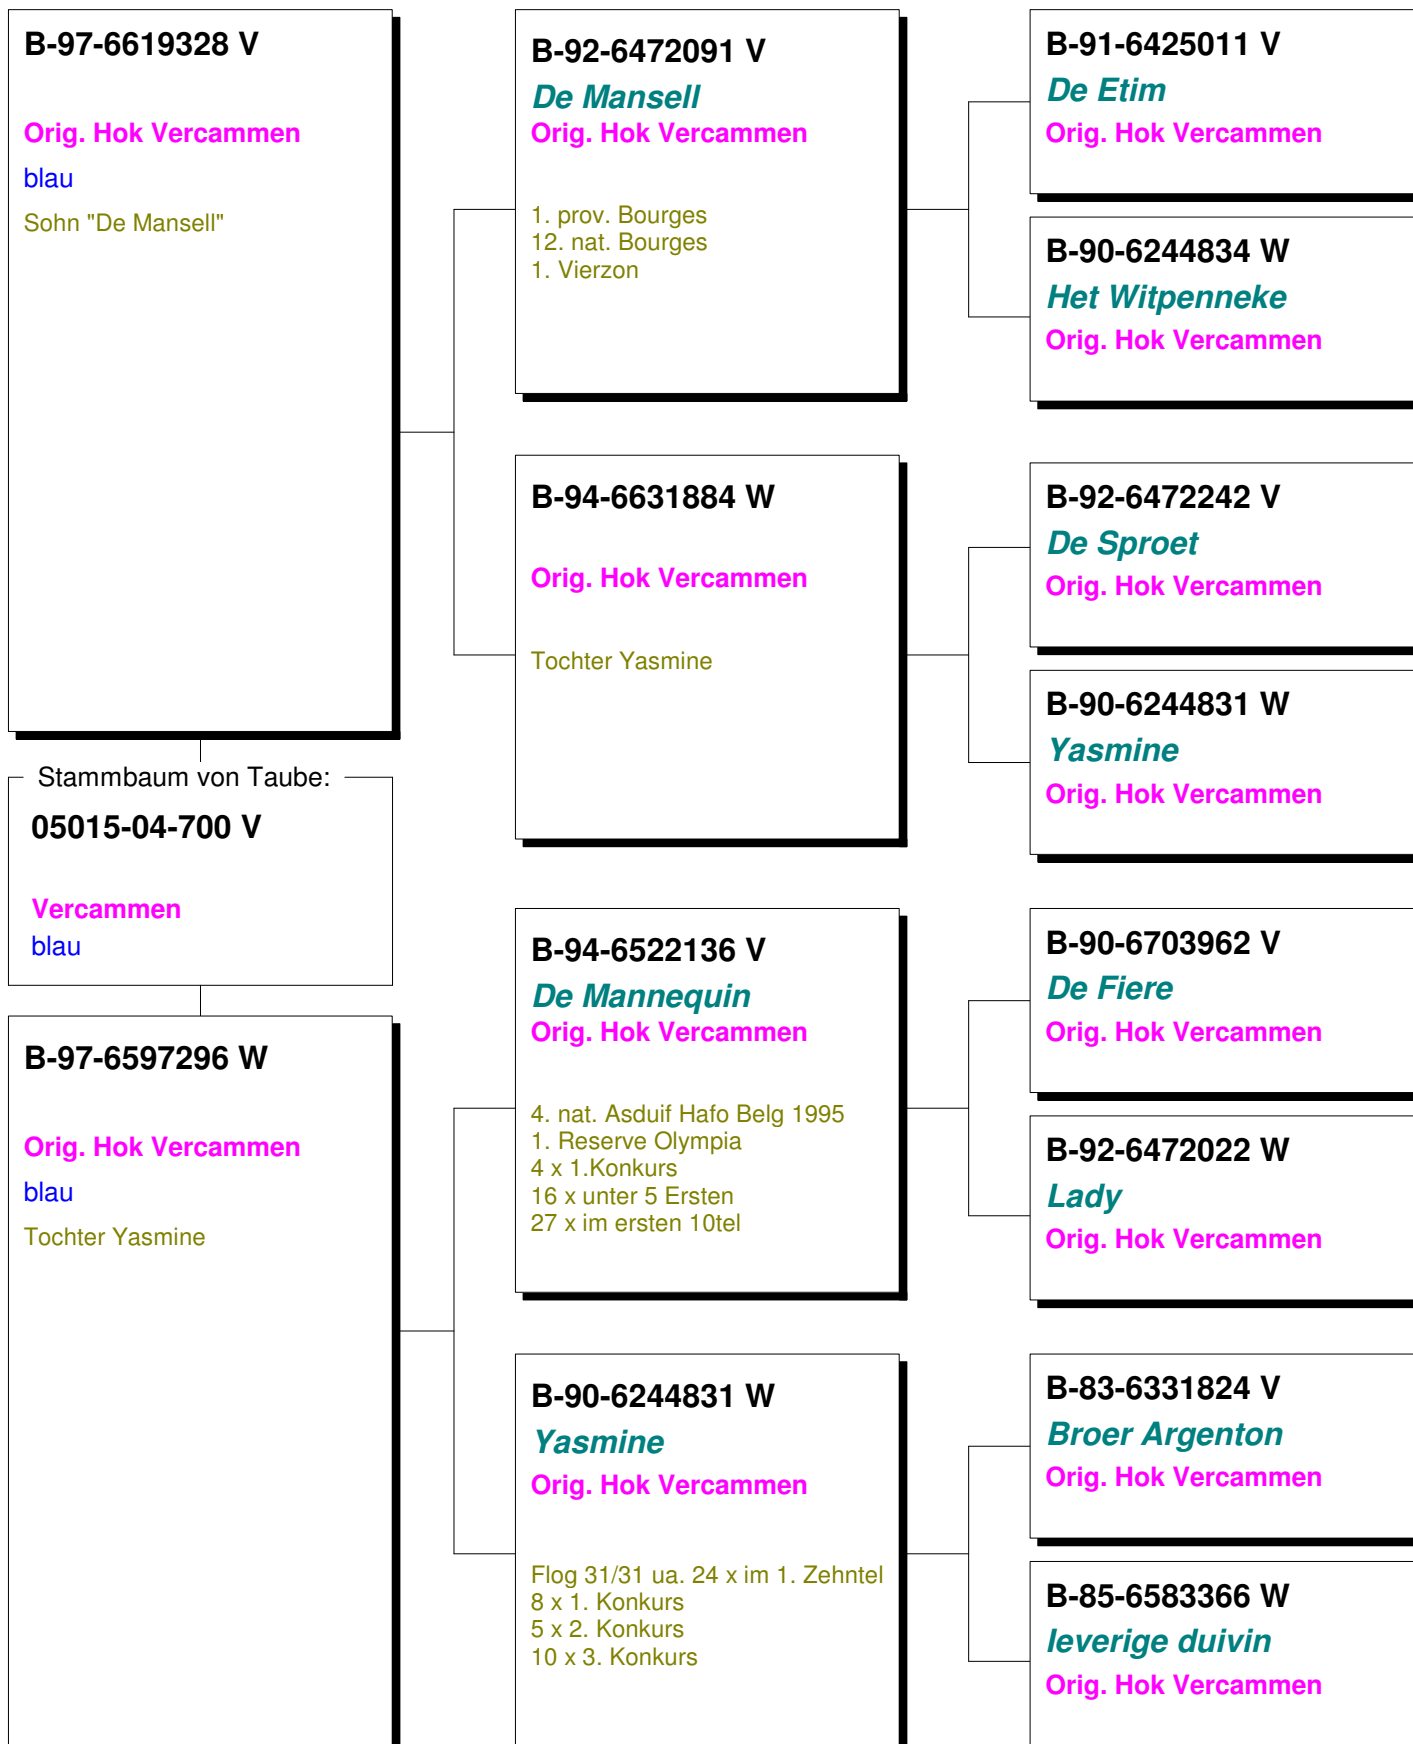 B-97-6619328 V
Orig. Hok Vercammen
blau
Sohn "De Mansell"
Stammbaum von Taube:
05015-04-700 V
Vercammen
blau
B-97-6597296 W
Orig. Hok Vercammen
blau
Tochter Yasmine
B-92-6472091 V
De Mansell
Orig. Hok Vercammen
1. prov. Bourges
12. nat. Bourges
1. Vierzon
B-94-6631884 W
Orig. Hok Vercammen
Tochter Yasmine
B-94-6522136 V
De Mannequin
Orig. Hok Vercammen
4. nat. Asduif Hafo Belg 1995
1. Reserve Olympia
4 x 1.Konkurs
16 x unter 5 Ersten
27 x im ersten 10tel
B-90-6244831 W
Yasmine
Orig. Hok Vercammen
Flog 31/31 ua. 24 x im 1. Zehntel
8 x 1. Konkurs
5 x 2. Konkurs
10 x 3. Konkurs
B-91-6425011 V
De Etim
Orig. Hok Vercammen
B-90-6244834 W
Het Witpenneke
Orig. Hok Vercammen
B-92-6472242 V
De Sproet
Orig. Hok Vercammen
B-90-6244831 W
Yasmine
Orig. Hok Vercammen
B-90-6703962 V
De Fiere
Orig. Hok Vercammen
B-92-6472022 W
Lady
Orig. Hok Vercammen
B-83-6331824 V
Broer Argenton
Orig. Hok Vercammen
B-85-6583366 W
Ieverige duivin
Orig. Hok Vercammen